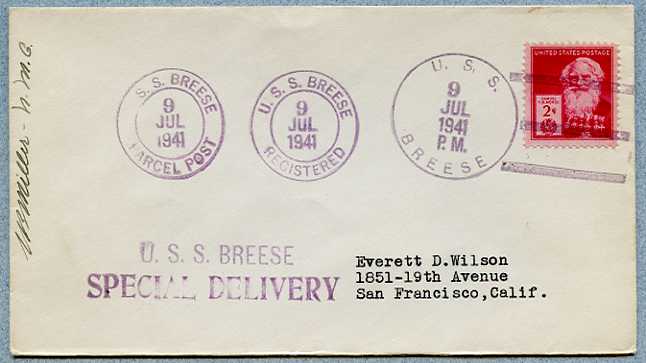 S. S. BREESE
9
JUL
1941
PARCEL POST
U. S. S. BREESE
9
JUL
1941
REGISTERED
U. S. S.
9
JUL
1941
P.M.
BREESE
UNITED STATES POSTAGE
2¢
U. S. S. BREESE
SPECIAL DELIVERY
Everett D.Wilson
1851-19th Avenue
San Francisco,Calif.